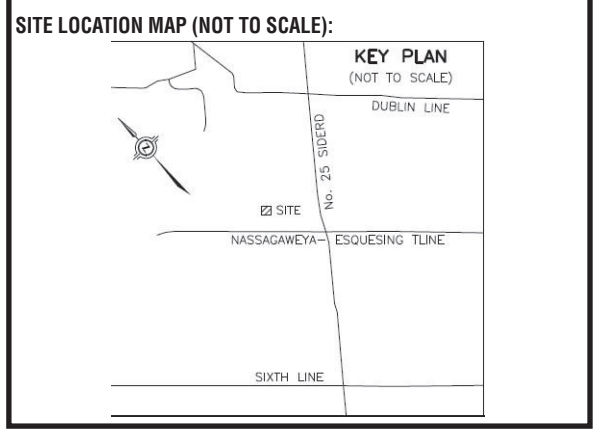 SITE LOCATION MAP (NOT TO SCALE):
KEY PLAN
(NOT TO SCALE)
DUBLIN LINE
No. 25 SIDERD
N
SITE
NASSAGAWEYA- ESQUESING TLINE
SIXTH LINE